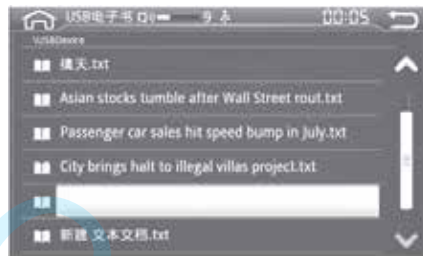 USB电子书 00:05
\USBDevice
填天.txt
Asian stocks tumble after Wall Street rout.txt
Passenger car sales hit speed bump in July.txt
City brings halt to illegal villas project.txt
新建 文本文档.txt